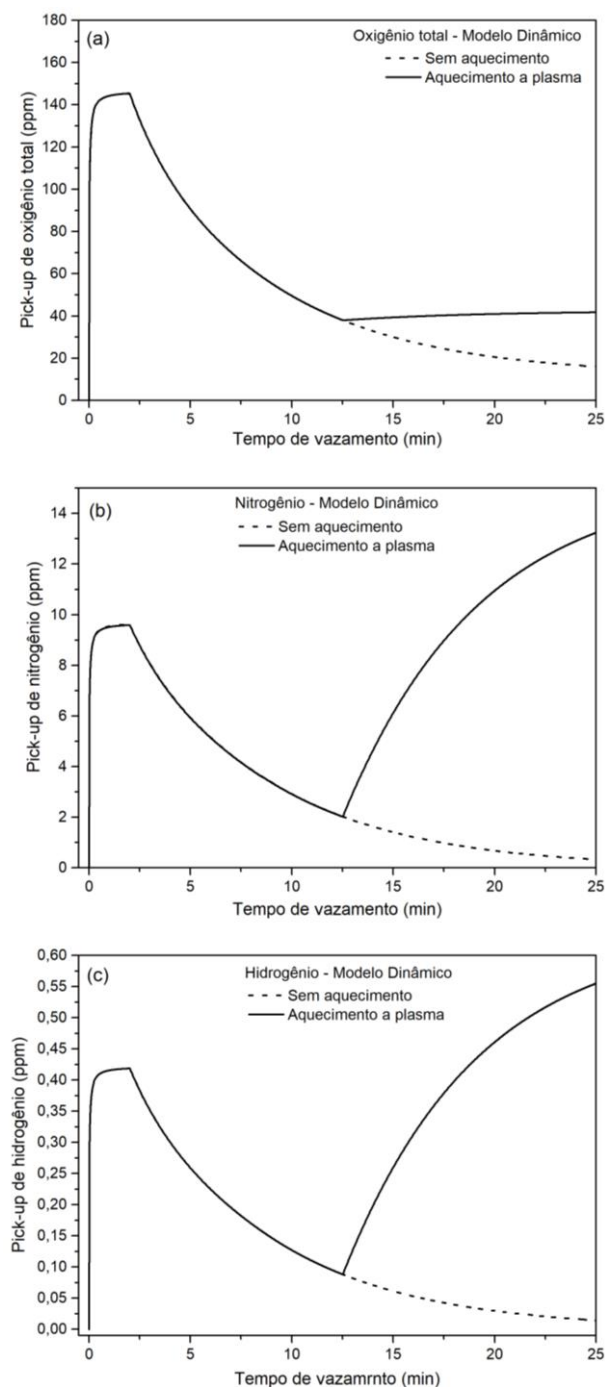 (a)
Oxigênio total - Modelo Dinâmico
Sem aquecimento
Aquecimento a plasma
Pick-up de oxigênio total (ppm)
180
160
140
120
100
80
60
40
20
0
0 5 10 15 20 25
Tempo de vazamento (min)
(b)
Nitrogênio - Modelo Dinâmico
Sem aquecimento
Aquecimento a plasma
Pick-up de nitrogênio (ppm)
14
12
10
8
6
4
2
0
0 5 10 15 20 25
Tempo de vazamento (min)
(c)
Hidrogênio - Modelo Dinâmico
Sem aquecimento
Aquecimento a plasma
Pick-up de hidrogênio (ppm)
0,60
0,55
0,50
0,45
0,40
0,35
0,30
0,25
0,20
0,15
0,10
0,05
0,00
0 5 10 15 20 25
Tempo de vazamrnto (min)